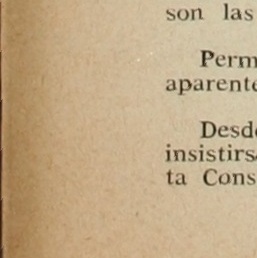 son las
Perm
aparente
Desde
insistirs
ta Cons